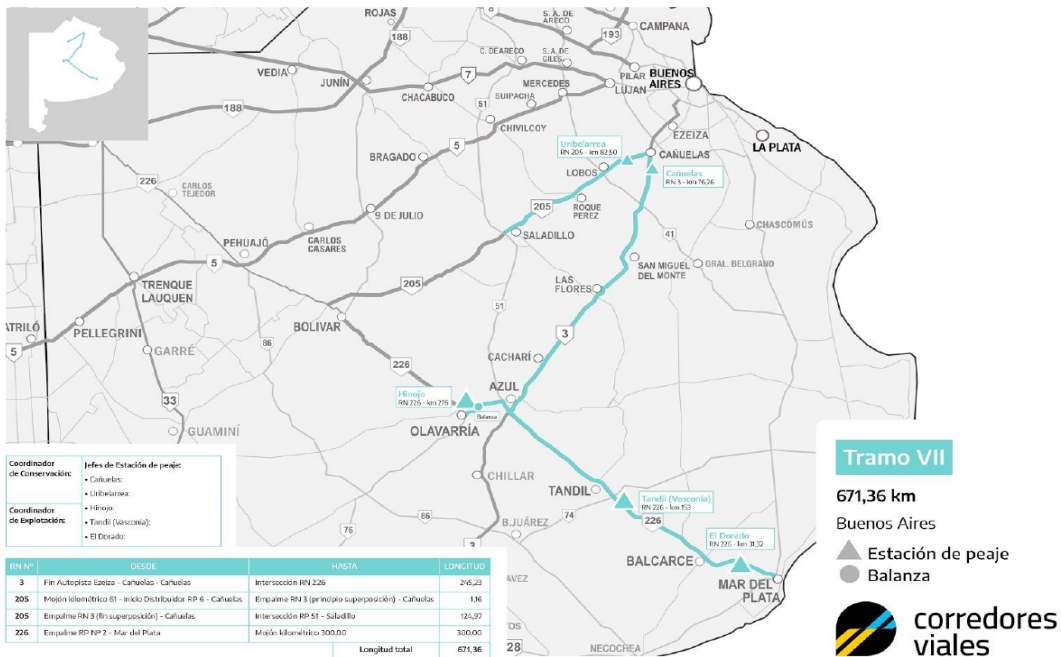 ROJAS
188
S. A. DE
ARECO
193
CAMPANA
C. DEARECO
S. A. DE
GILES
VEDIA
JUNÍN
7
PILAR
BUENOS
AIRES
MERCEDES
LUJAN
CHACABUCO
SUIPACHA
51
188
CHIVILCOY
EZEIZA
LA PLATA
Uribelarrea
RN 205 - km 82,50
CAÑUELAS
BRAGADO
5
LOBOS
Cañuelas
RN 3 - km 76,26
226
CARLOS
TEJEDOR
205
ROQUE
PEREZ
9 DE JULIO
CHASCOMÚS
PEHUAJÓ
CARLOS
CASARES
SALADILLO
41
5
SAN MIGUEL
DEL MONTE
GRAL. BELGRANO
TRENQUE
LAUQUEN
205
LAS
FLORES
51
ATRILÓ
PELLEGRINI
BOLIVAR
5
GARRÉ
86
3
226
CACHARÍ
Hinojo
RN 226 - km 276
AZUL
Balanza
33
OLAVARRÍA
GUAMINÍ
CHILLAR
TANDIL
Tandil (Vasconia)
RN 226 - km 153
86
74
226
76
B.JUÁREZ
El Dorado
RN 226 - km 31,32
3
BALCARCE
MAR DEL
PLATA
28
NECOCHEA
Coordinador
de Conservación:
Jefes de Estación de peaje:
• Cañuelas:
• Uribelarrea:
• Hinojo:
Coordinador
de Explotación:
• Tandil (Vasconia):
• El Dorado:
RN Nº DESDE HASTA LONGITUD
3 Fin Autopista Ezeiza - Cañuelas - Cañuelas Intersección RN 226 245,23
205 Mojón kilométrico 61 - Inicio Distribuidor RP 6 - Cañuelas Empalme RN 3 (principio superposición) - Cañuelas 1,16
205 Empalme RN 3 (fin superposición) - Cañuelas Intersección RP 51 - Saladillo 124,97
226 Empalme RP Nº 2 - Mar del Plata Mojón kilométrico 300,00 300,00
Longitud total 671,36
Tramo VII
671,36 km
Buenos Aires
Estación de peaje
Balanza
corredores
viales